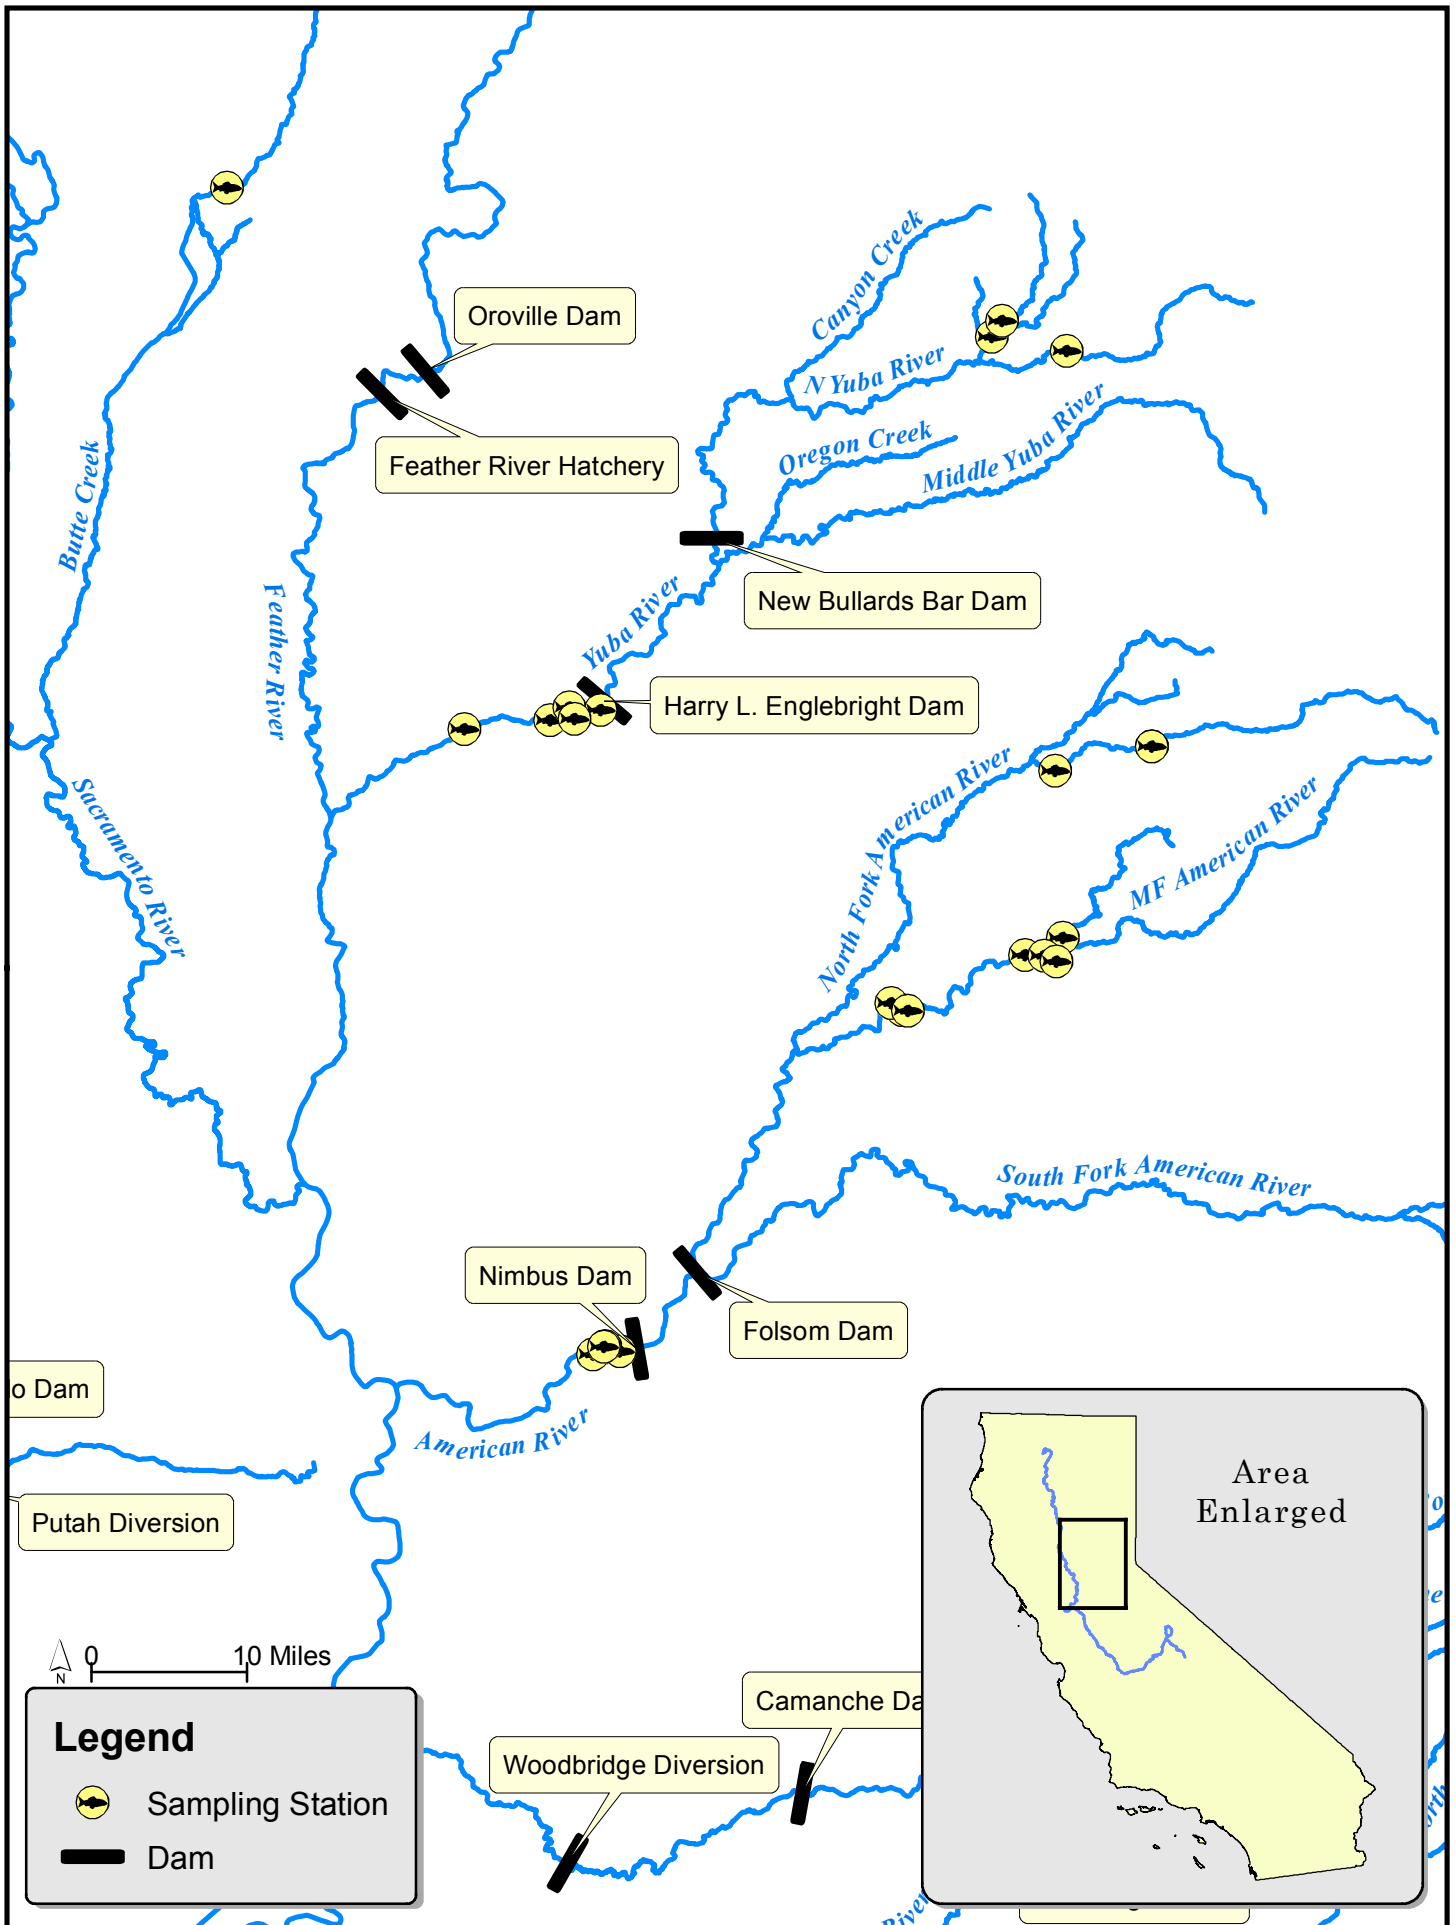 Canyon Creek
Oroville Dam
N Yuba River
Feather River Hatchery
Oregon Creek
Middle Yuba River
Butte Creek
New Bullards Bar Dam
Feather River
Yuba River
Harry L. Englebright Dam
Sacramento River
North Fork American River
MF American River
South Fork American River
Nimbus Dam
Folsom Dam
o Dam
American River
Putah Diversion
Area
Enlarged
0 10 Miles
N
Camanche Da
Woodbridge Diversion
Legend
Sampling Station
Dam
River